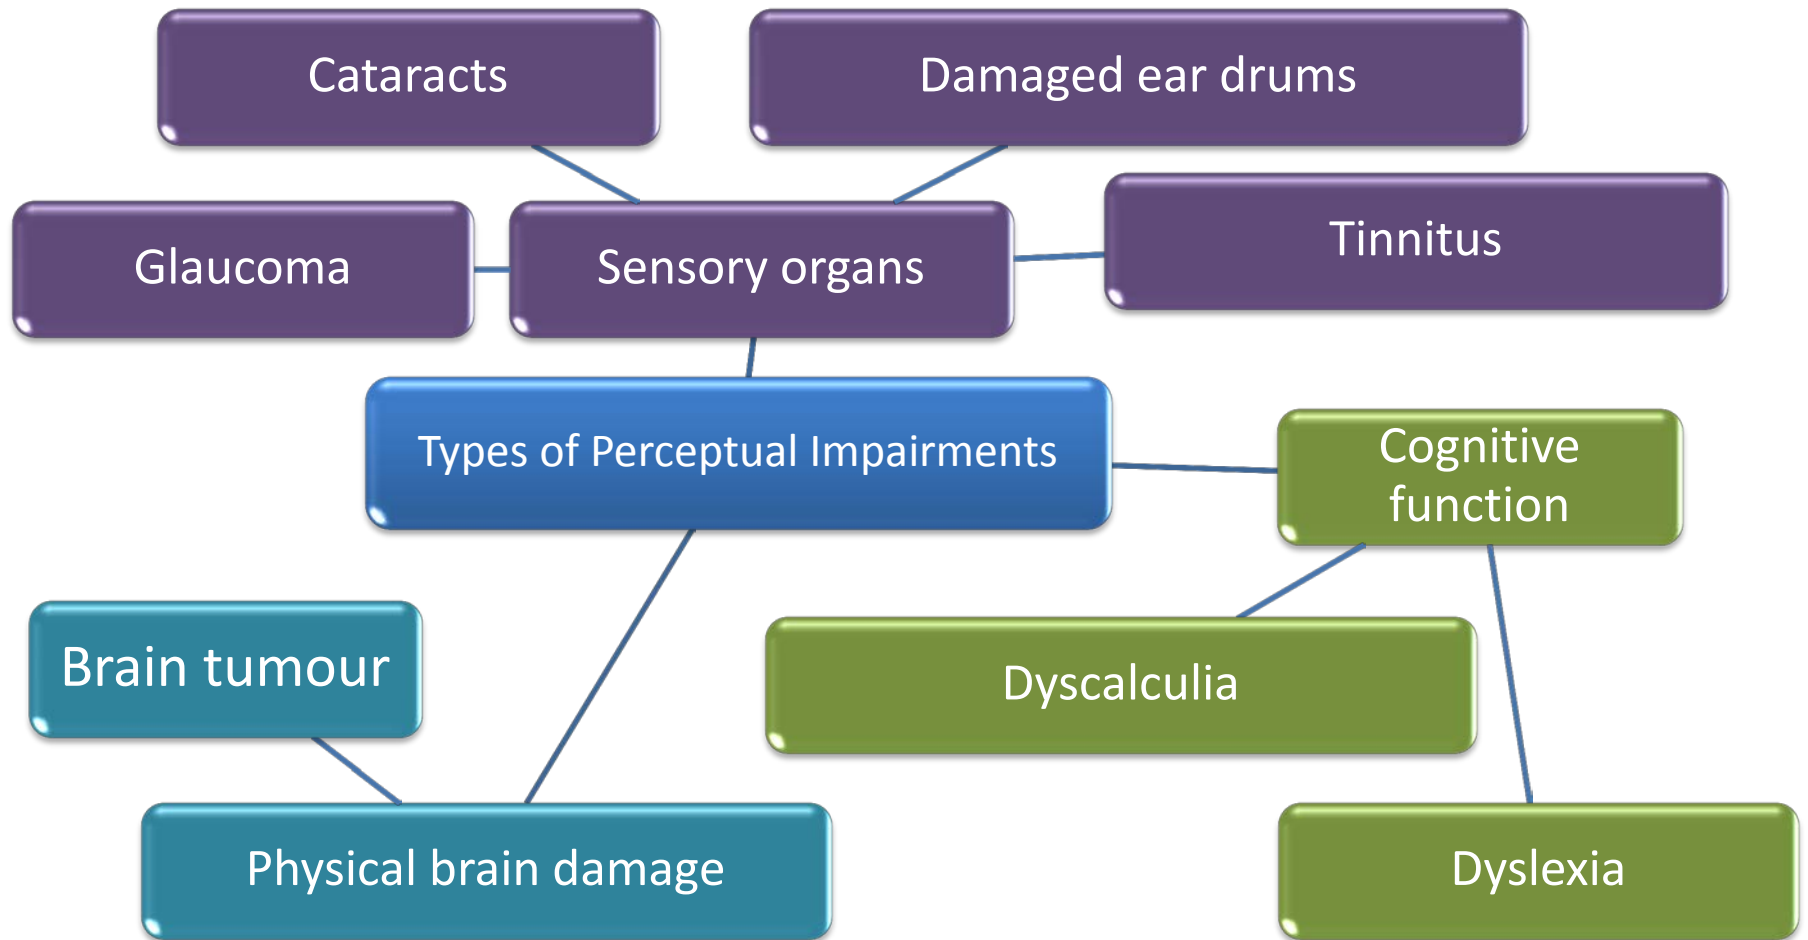 Cataracts
Damaged ear drums
Glaucoma
Sensory organs
Tinnitus
Types of Perceptual Impairments
Cognitive
function
Brain tumour
Dyscalculia
Physical brain damage
Dyslexia